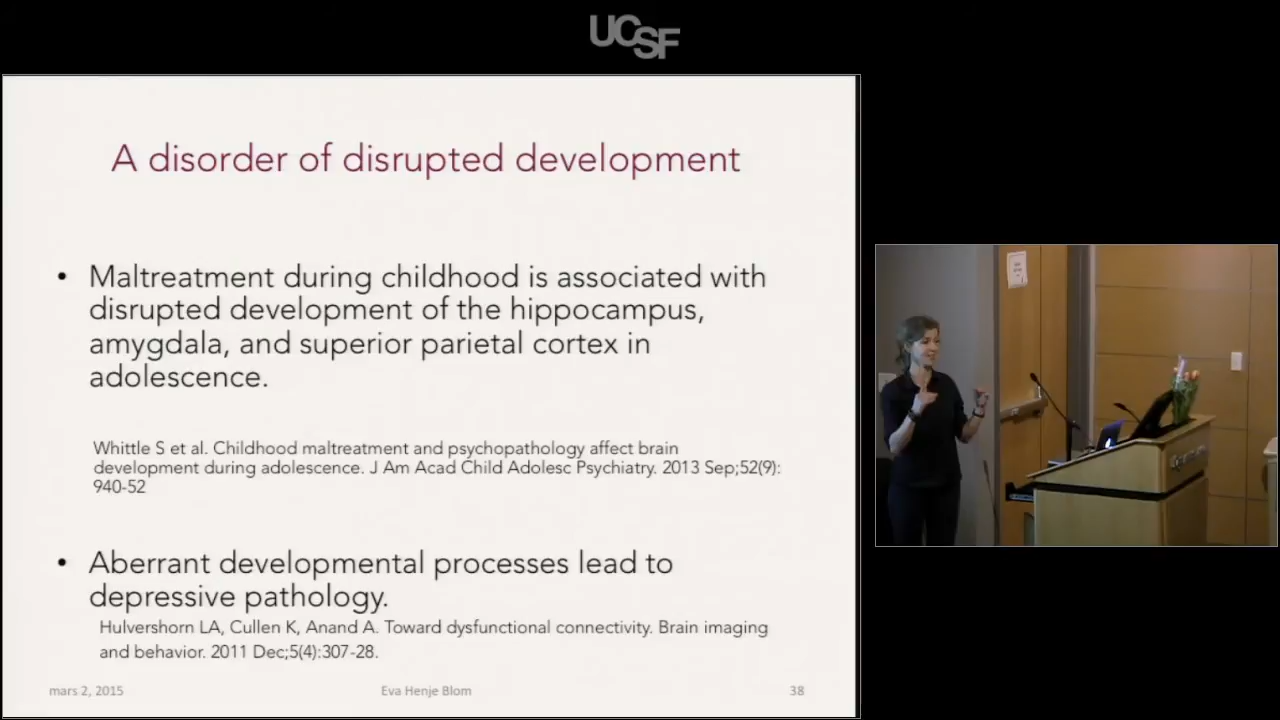 UCSF
A disorder of disrupted development
• Maltreatment during childhood is associated with
disrupted development of the hippocampus,
amygdala, and superior parietal cortex in
adolescence.
Whittle S et al. Childhood maltreatment and psychopathology affect brain
development during adolescence. J Am Acad Child Adolesc Psychiatry. 2013 Sep;52(9):
940-52
• Aberrant developmental processes lead to
depressive pathology.
Hulvershorn LA, Cullen K, Anand A. Toward dysfunctional connectivity. Brain imaging
and behavior. 2011 Dec;5(4):307-28.
mars 2, 2015
Eva Henje Blom
38